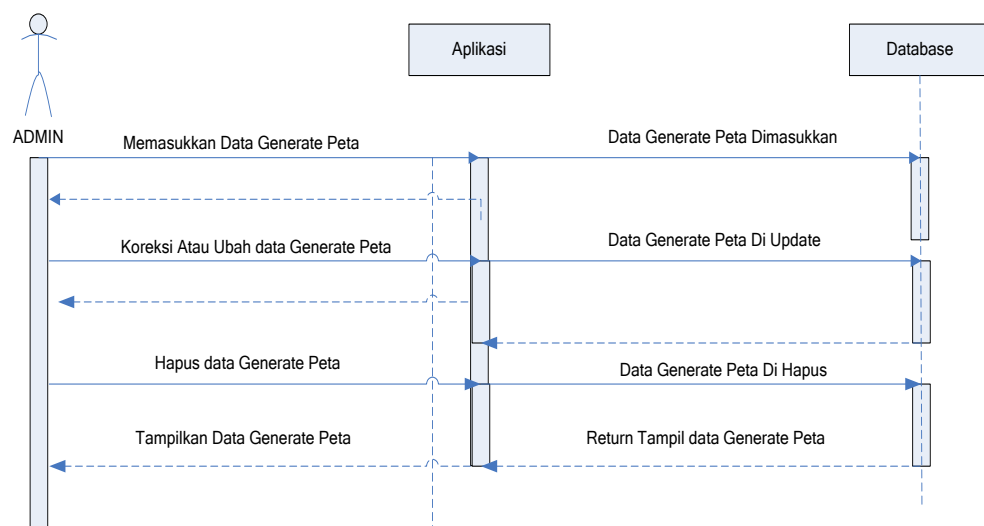 Aplikasi
Database
ADMIN
Memasukkan Data Generate Peta
Data Generate Peta Dimasukkan
Koreksi Atau Ubah data Generate Peta
Data Generate Peta Di Update
Hapus data Generate Peta
Data Generate Peta Di Hapus
Tampilkan Data Generate Peta
Return Tampil data Generate Peta